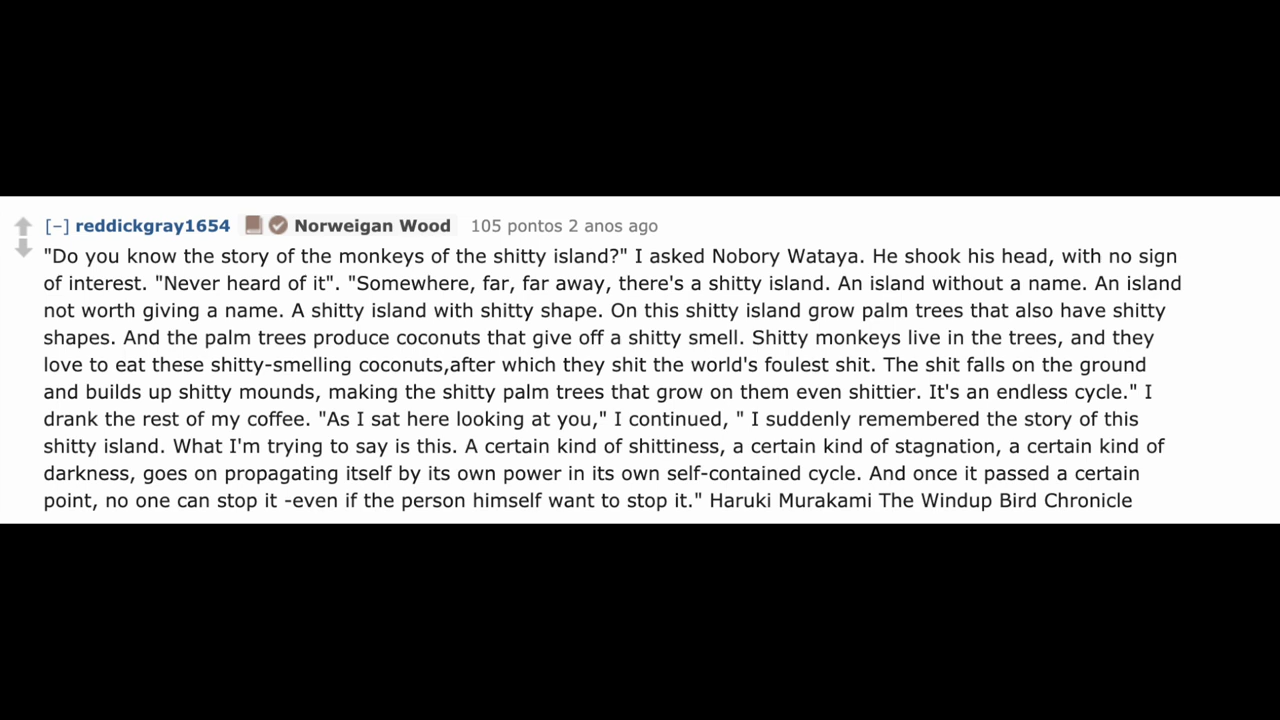 [–] reddickgray1654 Norweigan Wood 105 pontos 2 anos ago
"Do you know the story of the monkeys of the shitty island?" I asked Nobory Wataya. He shook his head, with no sign
of interest. "Never heard of it". "Somewhere, far, far away, there's a shitty island. An island without a name. An island
not worth giving a name. A shitty island with shitty shape. On this shitty island grow palm trees that also have shitty
shapes. And the palm trees produce coconuts that give off a shitty smell. Shitty monkeys live in the trees, and they
love to eat these shitty-smelling coconuts,after which they shit the world's foulest shit. The shit falls on the ground
and builds up shitty mounds, making the shitty palm trees that grow on them even shittier. It's an endless cycle." I
drank the rest of my coffee. "As I sat here looking at you," I continued, " I suddenly remembered the story of this
shitty island. What I'm trying to say is this. A certain kind of shittiness, a certain kind of stagnation, a certain kind of
darkness, goes on propagating itself by its own power in its own self-contained cycle. And once it passed a certain
point, no one can stop it -even if the person himself want to stop it." Haruki Murakami The Windup Bird Chronicle